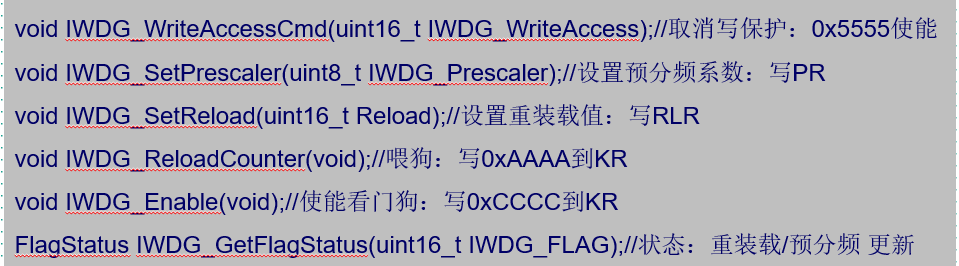 void IWDG_WriteAccessCmd(uint16_t IWDG_WriteAccess);//取消写保护：0x5555使能
void IWDG_SetPrescaler(uint8_t IWDG_Prescaler);//设置预分频系数：写PR
void IWDG_SetReload(uint16_t Reload);//设置重装载值：写RLR
void IWDG_ReloadCounter(void);//喂狗：写0xAAAA到KR
void IWDG_Enable(void);//使能看门狗：写0xCCCC到KR
FlagStatus IWDG_GetFlagStatus(uint16_t IWDG_FLAG);//状态：重装载/预分频 更新